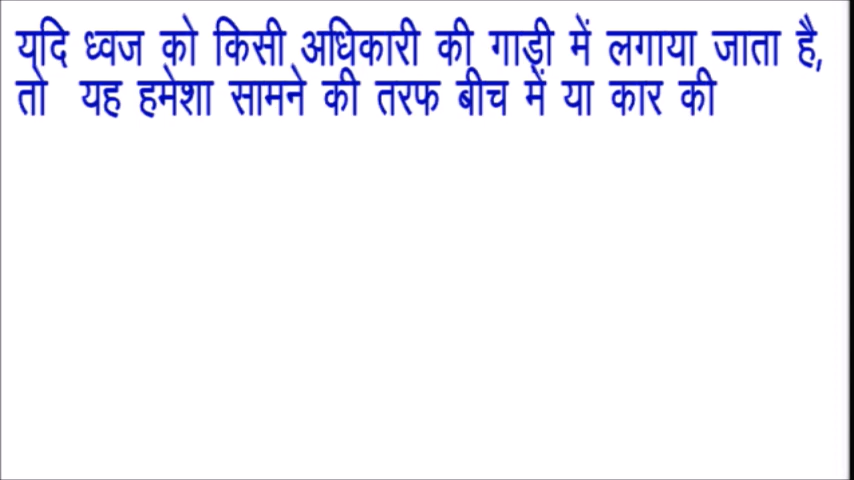 यदि ध्वज को किसी अधिकारी की गाड़ी में लगाया जाता है,
तो यह हमेशा सामने की तरफ बीच में या कार की